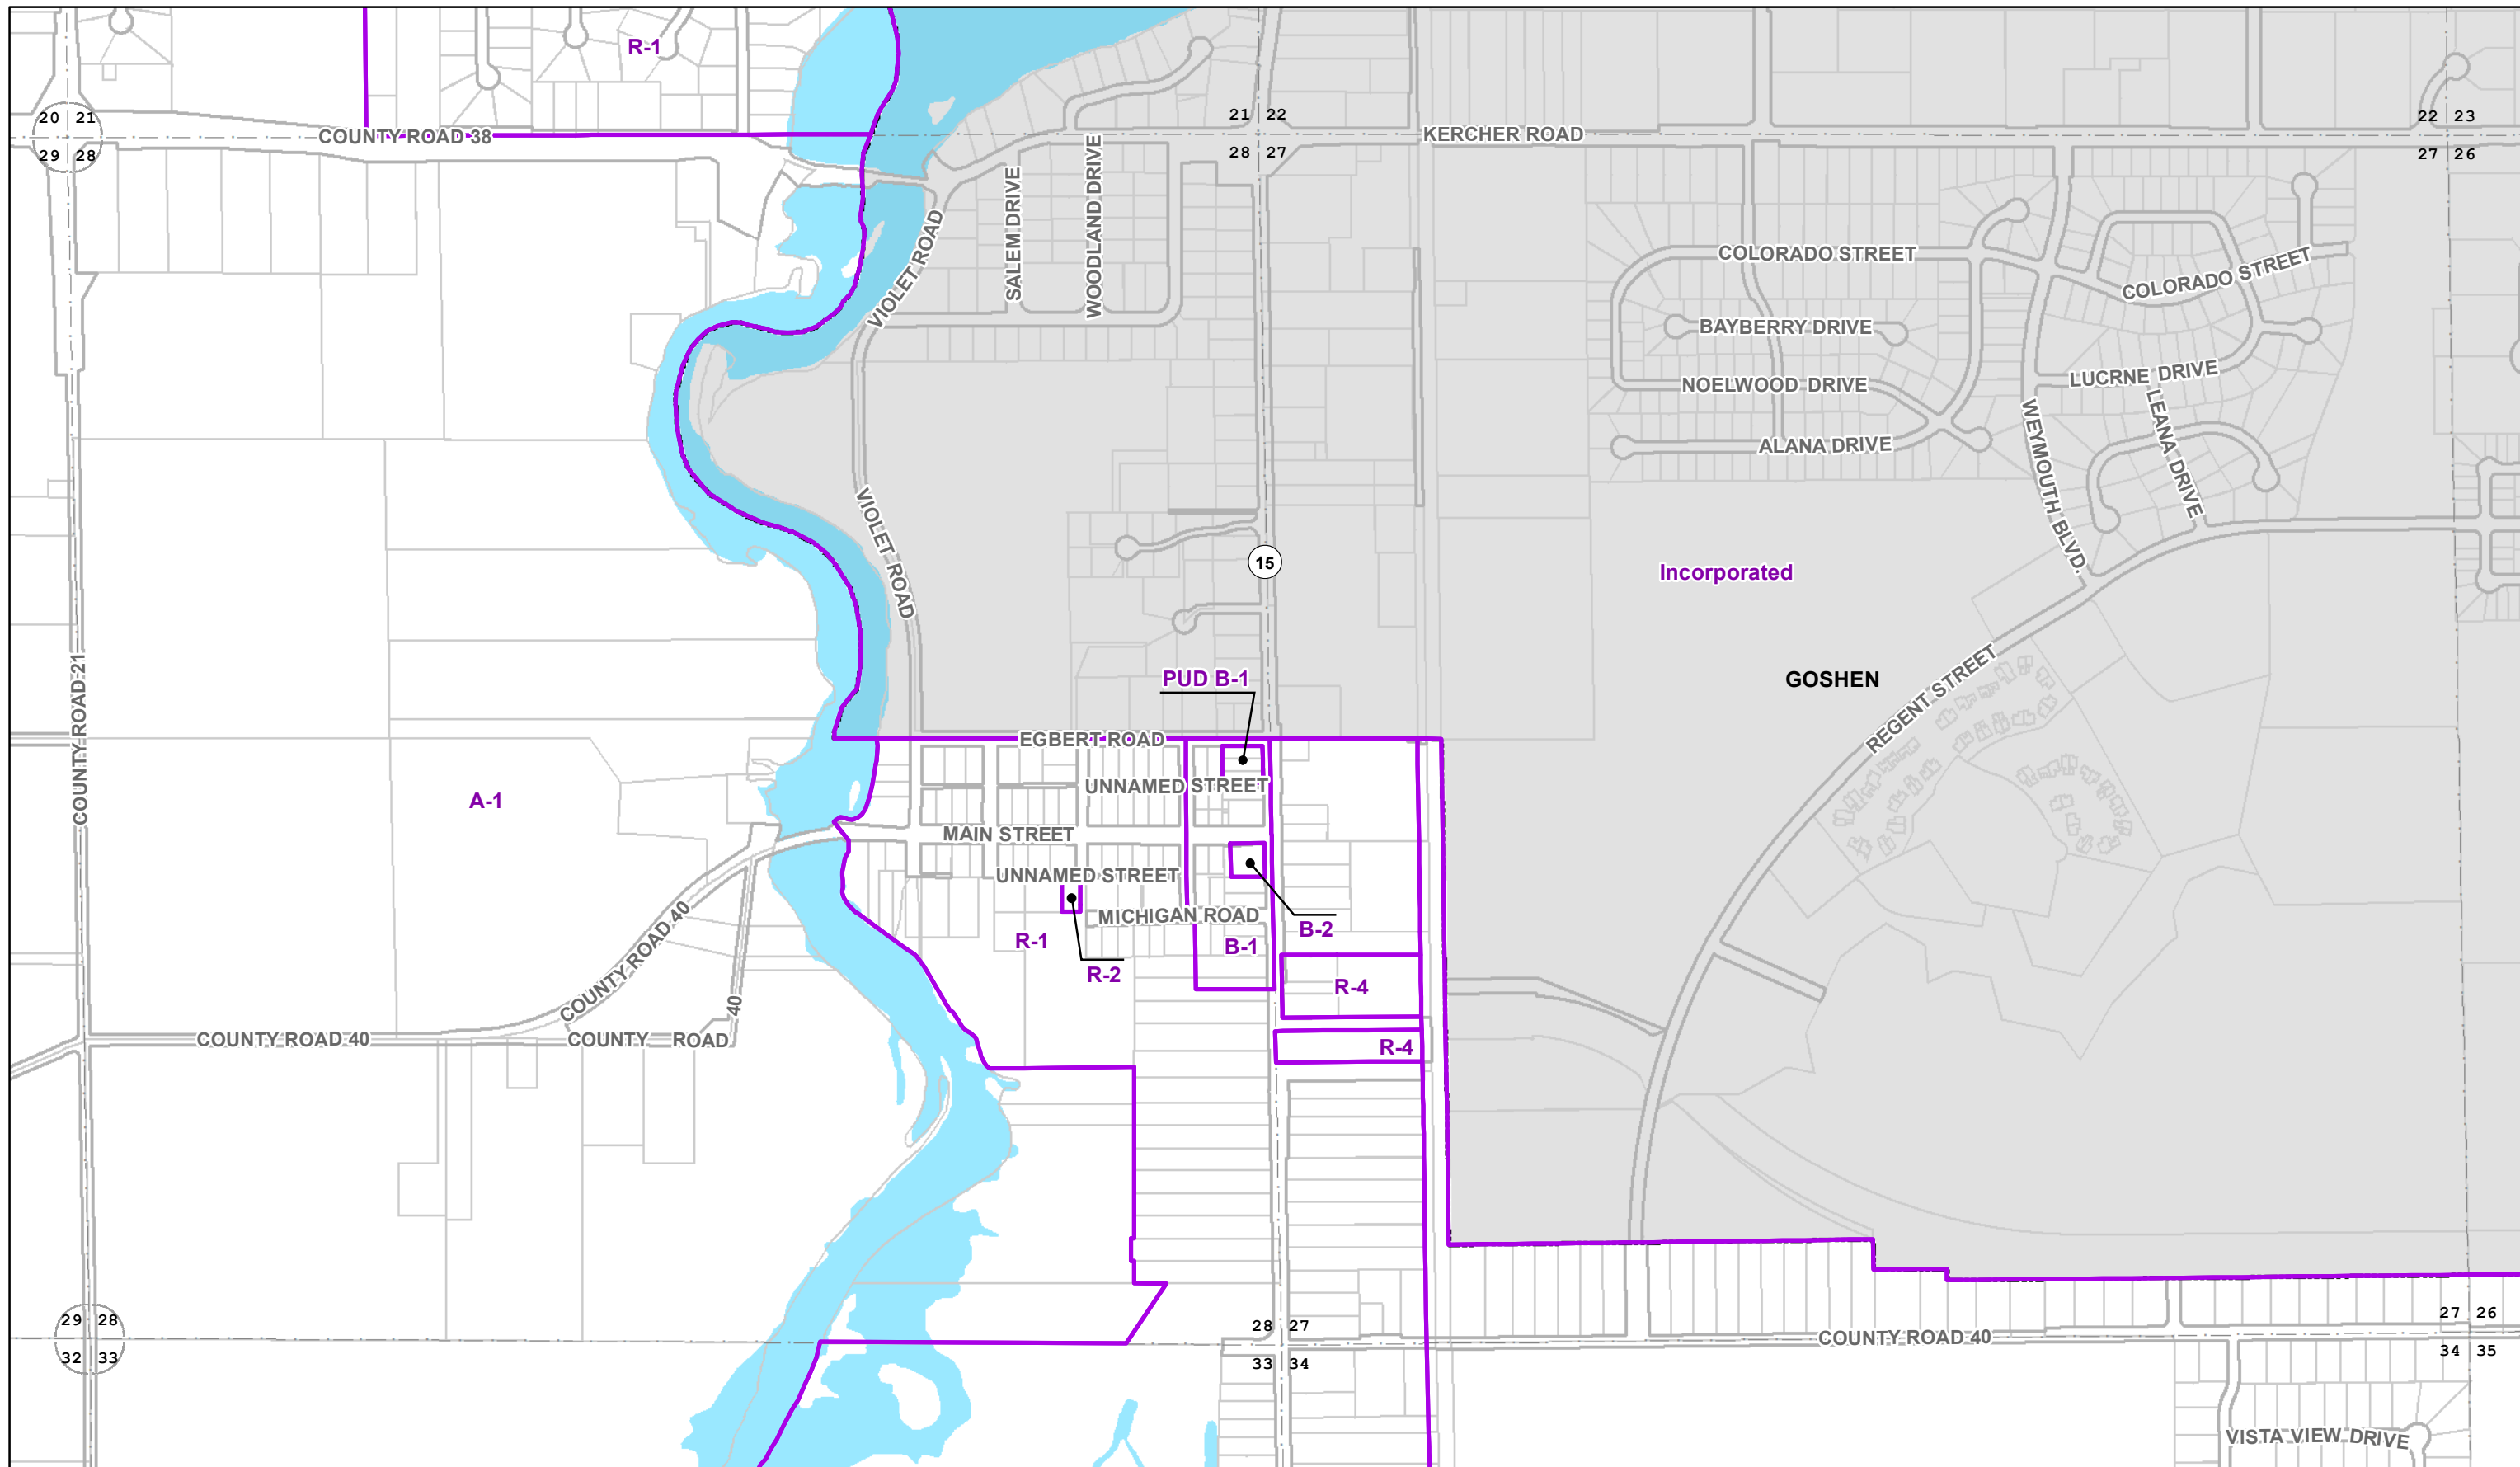 R-1
20 21
29 28
COUNTY ROAD 38
21 22
28 27
KERCHER ROAD
22 23
27 26
SALEM DRIVE
WOODLAND DRIVE
VIOLET ROAD
COLORADO STREET
COLORADO STREET
BAYBERRY DRIVE
NOELWOOD DRIVE
LUCRNE DRIVE
ALANA DRIVE
WEYMOUTH BLVD.
LEANA DRIVE
VIOLET ROAD
15
Incorporated
GOSHEN
REGENT STREET
COUNTY ROAD 21
PUD B-1
EGBERT ROAD
UNNAMED STREET
A-1
MAIN STREET
UNNAMED STREET
MICHIGAN ROAD
R-1
R-2
B-1
B-2
R-4
R-4
COUNTY ROAD 40
COUNTY ROAD 40
COUNTY ROAD
40
29 28
32 33
28 27
33 34
COUNTY ROAD 40
27 26
34 35
VISTA VIEW DRIVE